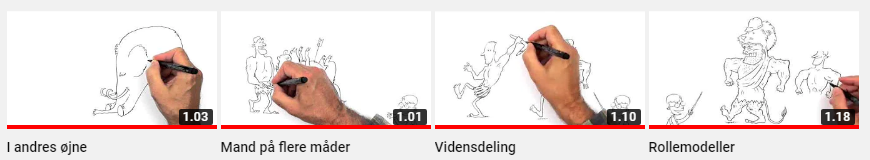 1.03
1.01
1.10
1.18
I andres øjne
Mand på flere måder
Vidensdeling
Rollemodeller